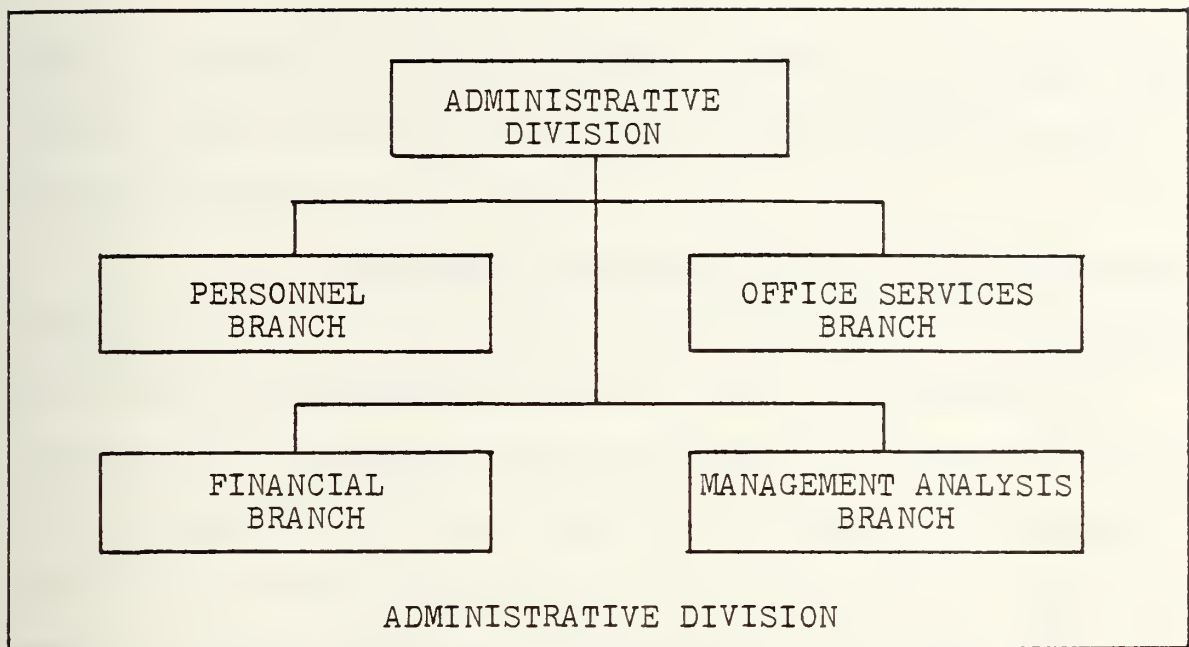 ADMINISTRATIVE
DIVISION
PERSONNEL
BRANCH
OFFICE SERVICES
BRANCH
FINANCIAL
BRANCH
MANAGEMENT ANALYSIS
BRANCH
ADMINISTRATIVE DIVISION